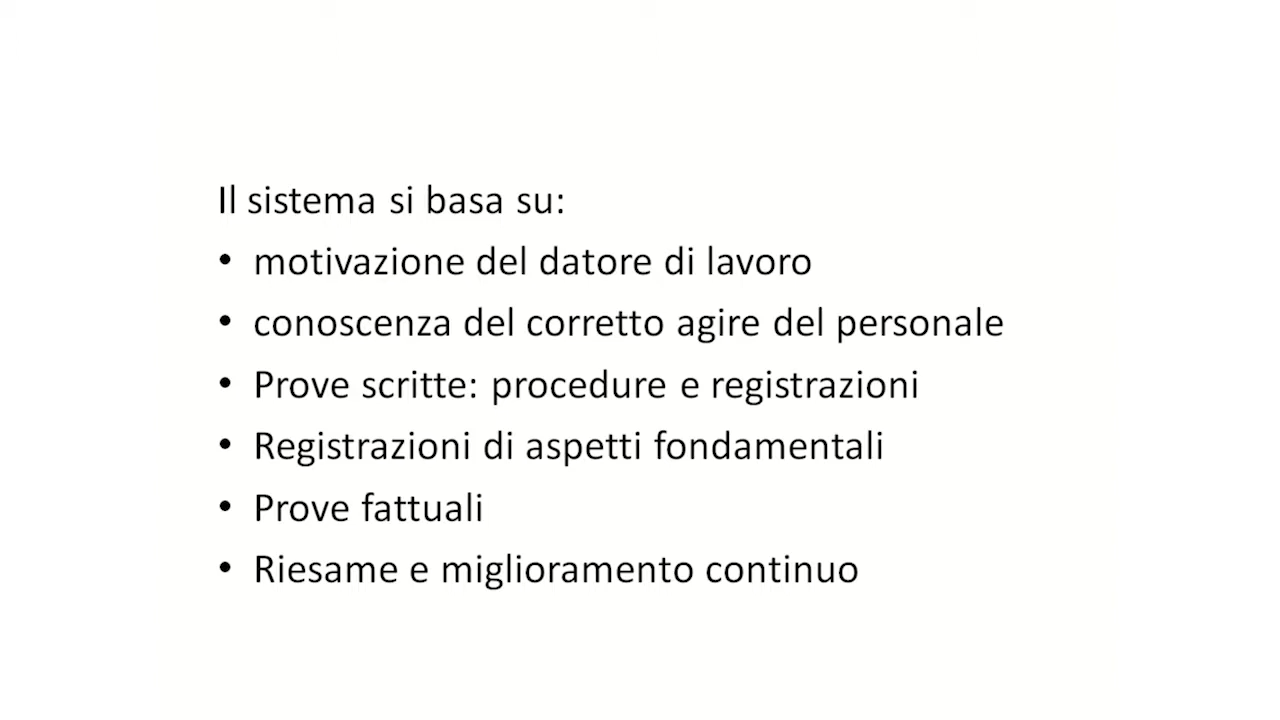 Il sistema si basa su:
• motivazione del datore di lavoro
• conoscenza del corretto agire del personale
• Prove scritte: procedure e registrazioni
• Registrazioni di aspetti fondamentali
• Prove fattuali
• Riesame e miglioramento continuo